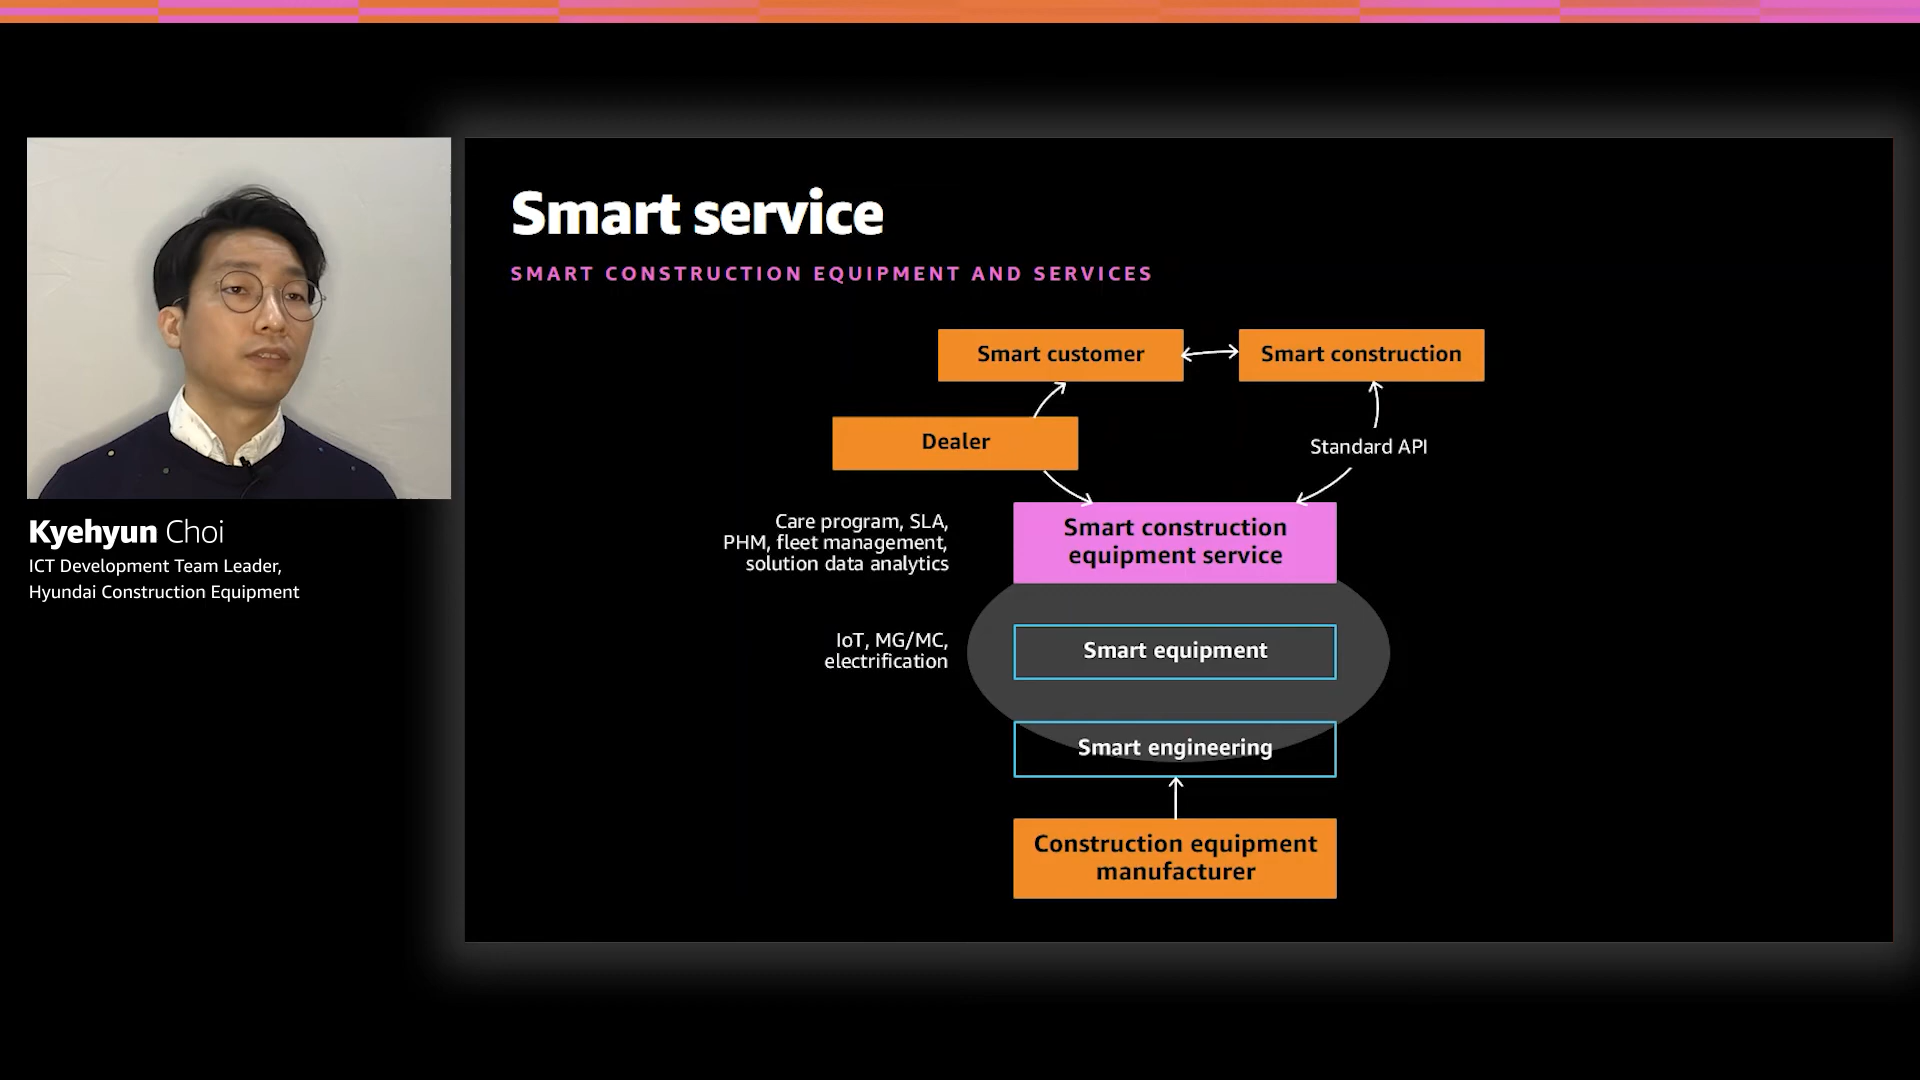 Smart service
SMART CONSTRUCTION EQUIPMENT AND SERVICES
Smart customer
Smart construction
Dealer
Standard API
Care program, SLA,
PHM, fleet management,
solution data analytics
Smart construction
equipment service
IoT, MG/MC,
electrification
Smart equipment
Smart engineering
Construction equipment
manufacturer
Kyehyun Choi
ICT Development Team Leader,
Hyundai Construction Equipment